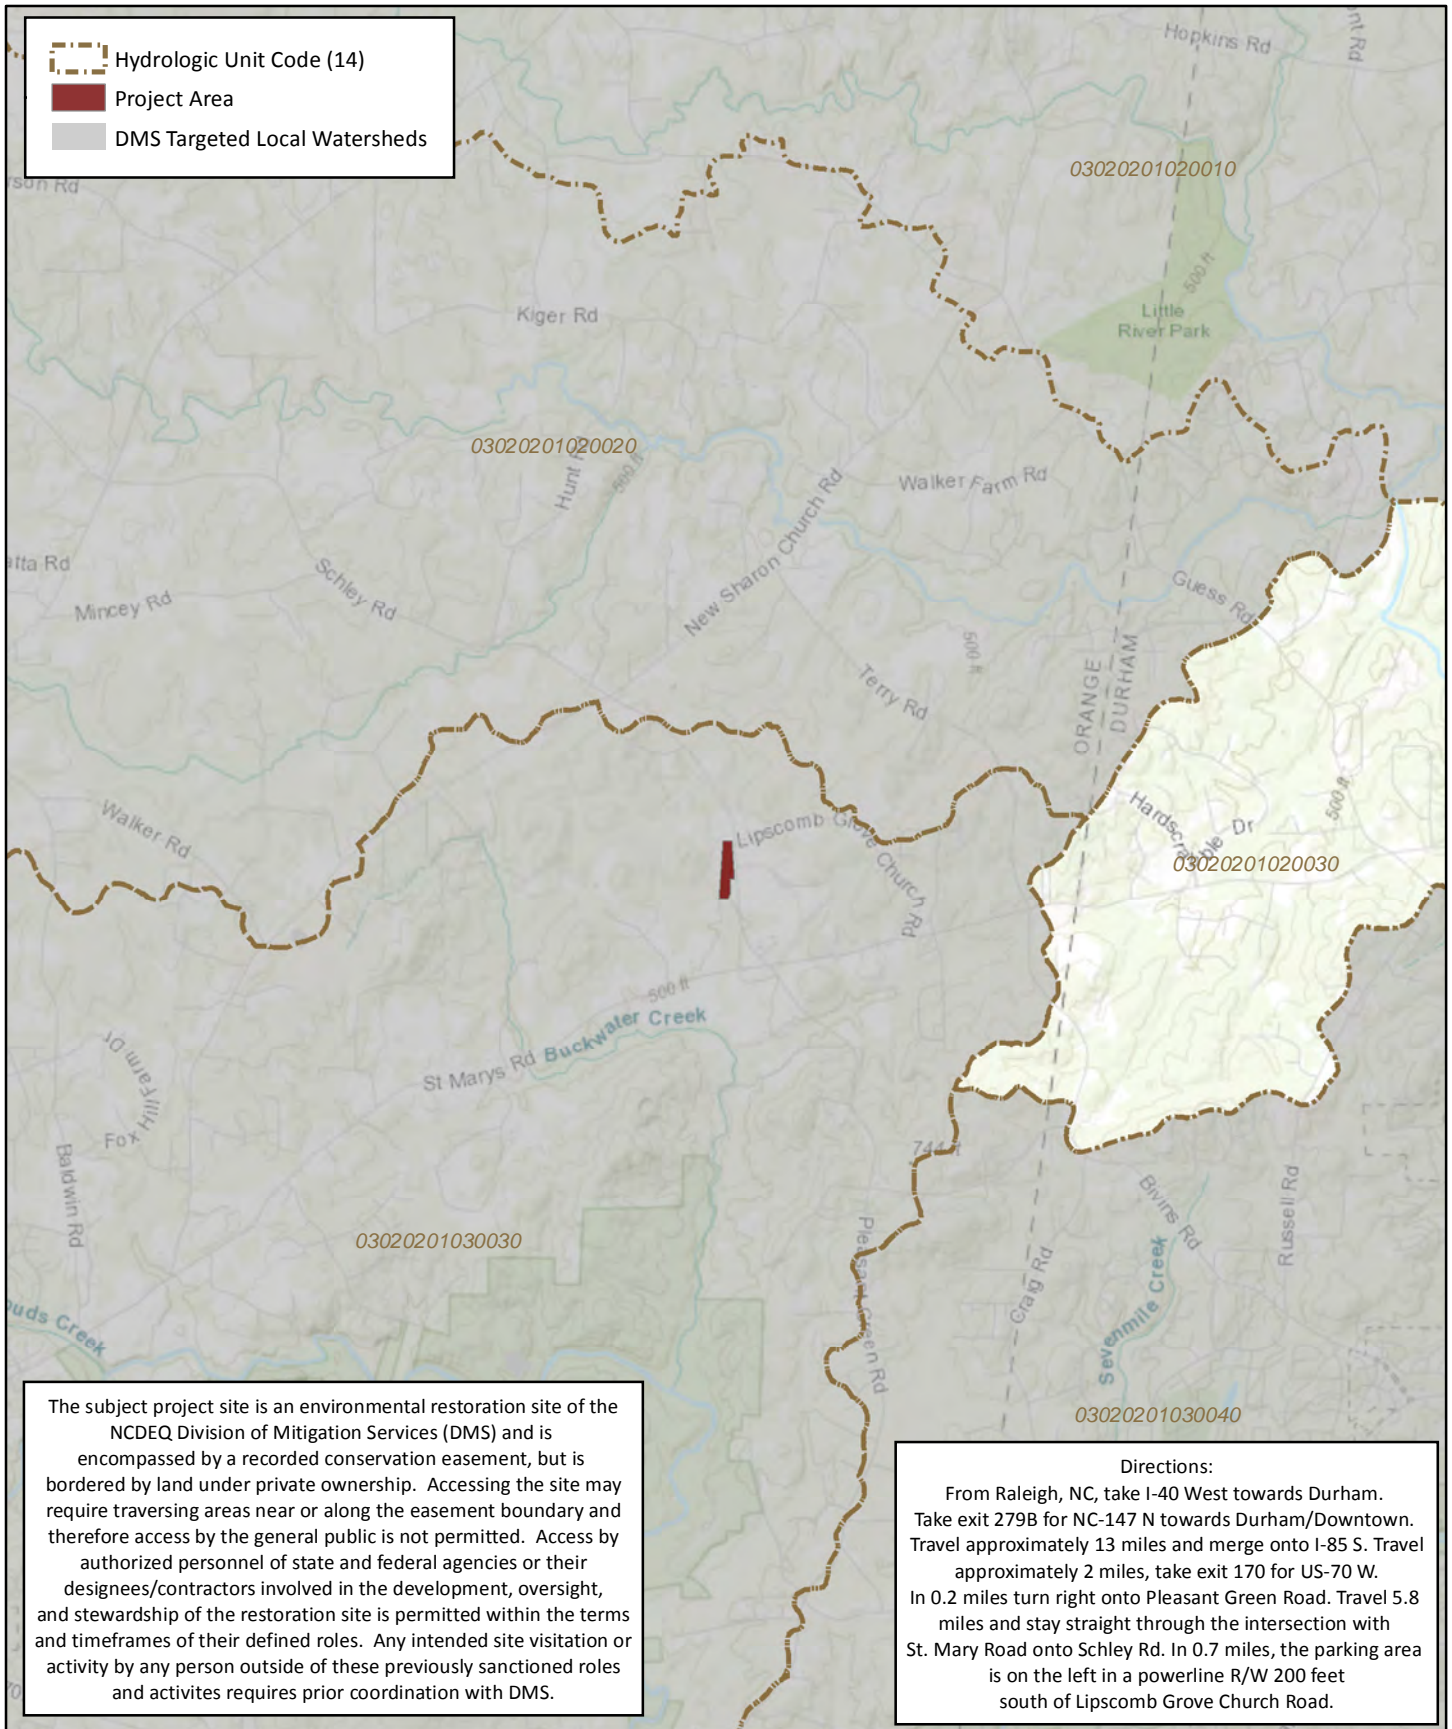 Hydrologic Unit Code (14)
Project Area
DMS Targeted Local Watersheds
Hopkins Rd
nt Rd
rson Rd
03020201020010
500 ft
Little
River Park
Kiger Rd
03020201020020
Hunt R
500 ft
Walker Farm Rd
New Sharon Church Rd
atta Rd
Mincey Rd
Schley Rd
Guess Rd
500 ft
ORANGE
DURHAM
Terry Rd
Walker Rd
Lipscomb Grove Church Rd
Hardscrabble Dr
500 ft
03020201020030
500 ft
Buckwater Creek
St Marys Rd
Fox Hill Farm Dr
Baldwin Rd
744 ft
Bivins Rd
Russell Rd
03020201030030
Pleasant Green Rd
Craig Rd
Sevenmile Creek
ouds Creek
03020201030040
The subject project site is an environmental restoration site of the
NCDEQ Division of Mitigation Services (DMS) and is
encompassed by a recorded conservation easement, but is
bordered by land under private ownership. Accessing the site may
require traversing areas near or along the easement boundary and
therefore access by the general public is not permitted. Access by
authorized personnel of state and federal agencies or their
designees/contractors involved in the development, oversight,
and stewardship of the restoration site is permitted within the terms
and timeframes of their defined roles. Any intended site visitation or
activity by any person outside of these previously sanctioned roles
and activites requires prior coordination with DMS.
Directions:
From Raleigh, NC, take I-40 West towards Durham.
Take exit 279B for NC-147 N towards Durham/Downtown.
Travel approximately 13 miles and merge onto I-85 S. Travel
approximately 2 miles, take exit 170 for US-70 W.
In 0.2 miles turn right onto Pleasant Green Road. Travel 5.8
miles and stay straight through the intersection with
St. Mary Road onto Schley Rd. In 0.7 miles, the parking area
is on the left in a powerline R/W 200 feet
south of Lipscomb Grove Church Road.